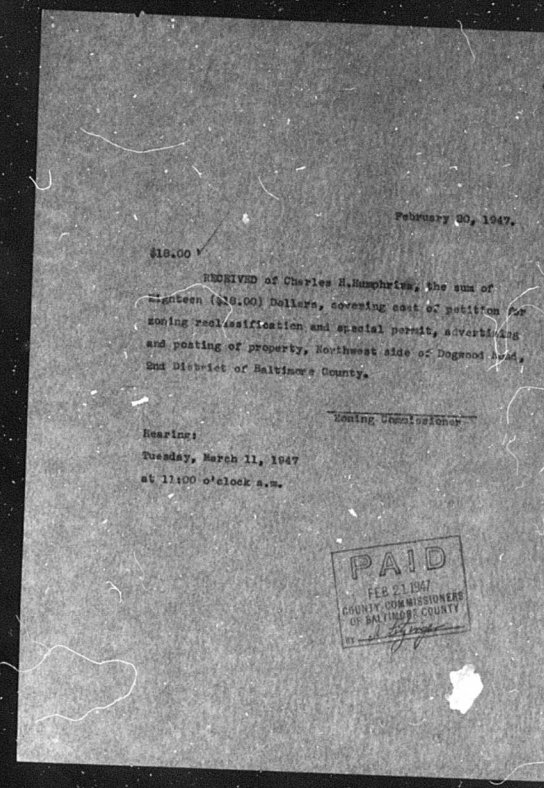 February 20, 1947.
$18.00
RECEIVED of Charles H.Humphries, the sum of
Eighteen ($18.00) Dollars, covering cost of petition for
zoning reclassification and special permit, advertising
and posting of property, Northwest side of Dogwood Road,
2nd District of Baltimore County.
Zoning Commissioner
Hearing:
Tuesday, March 11, 1947
at 11:00 o'clock a.m.
PAID
FEB 21 1947
COUNTY COMMISSIONERS
OF BALTIMORE COUNTY
BY